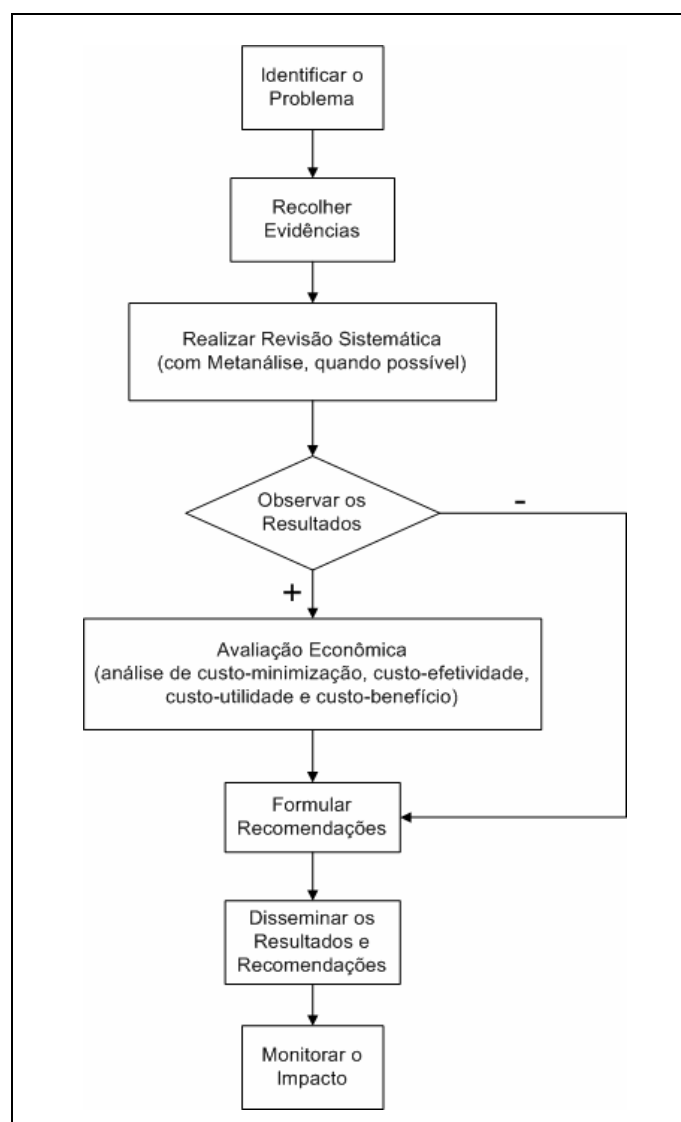 Identificar o
Problema
Recolher
Evidências
Realizar Revisão Sistemática
(com Metanálise, quando possível)
Observar os
Resultados
-
+
Avaliação Econômica
(análise de custo-minimização, custo-efetividade,
custo-utilidade e custo-benefício)
Formular
Recomendações
Disseminar os
Resultados e
Recomendações
Monitorar o
Impacto